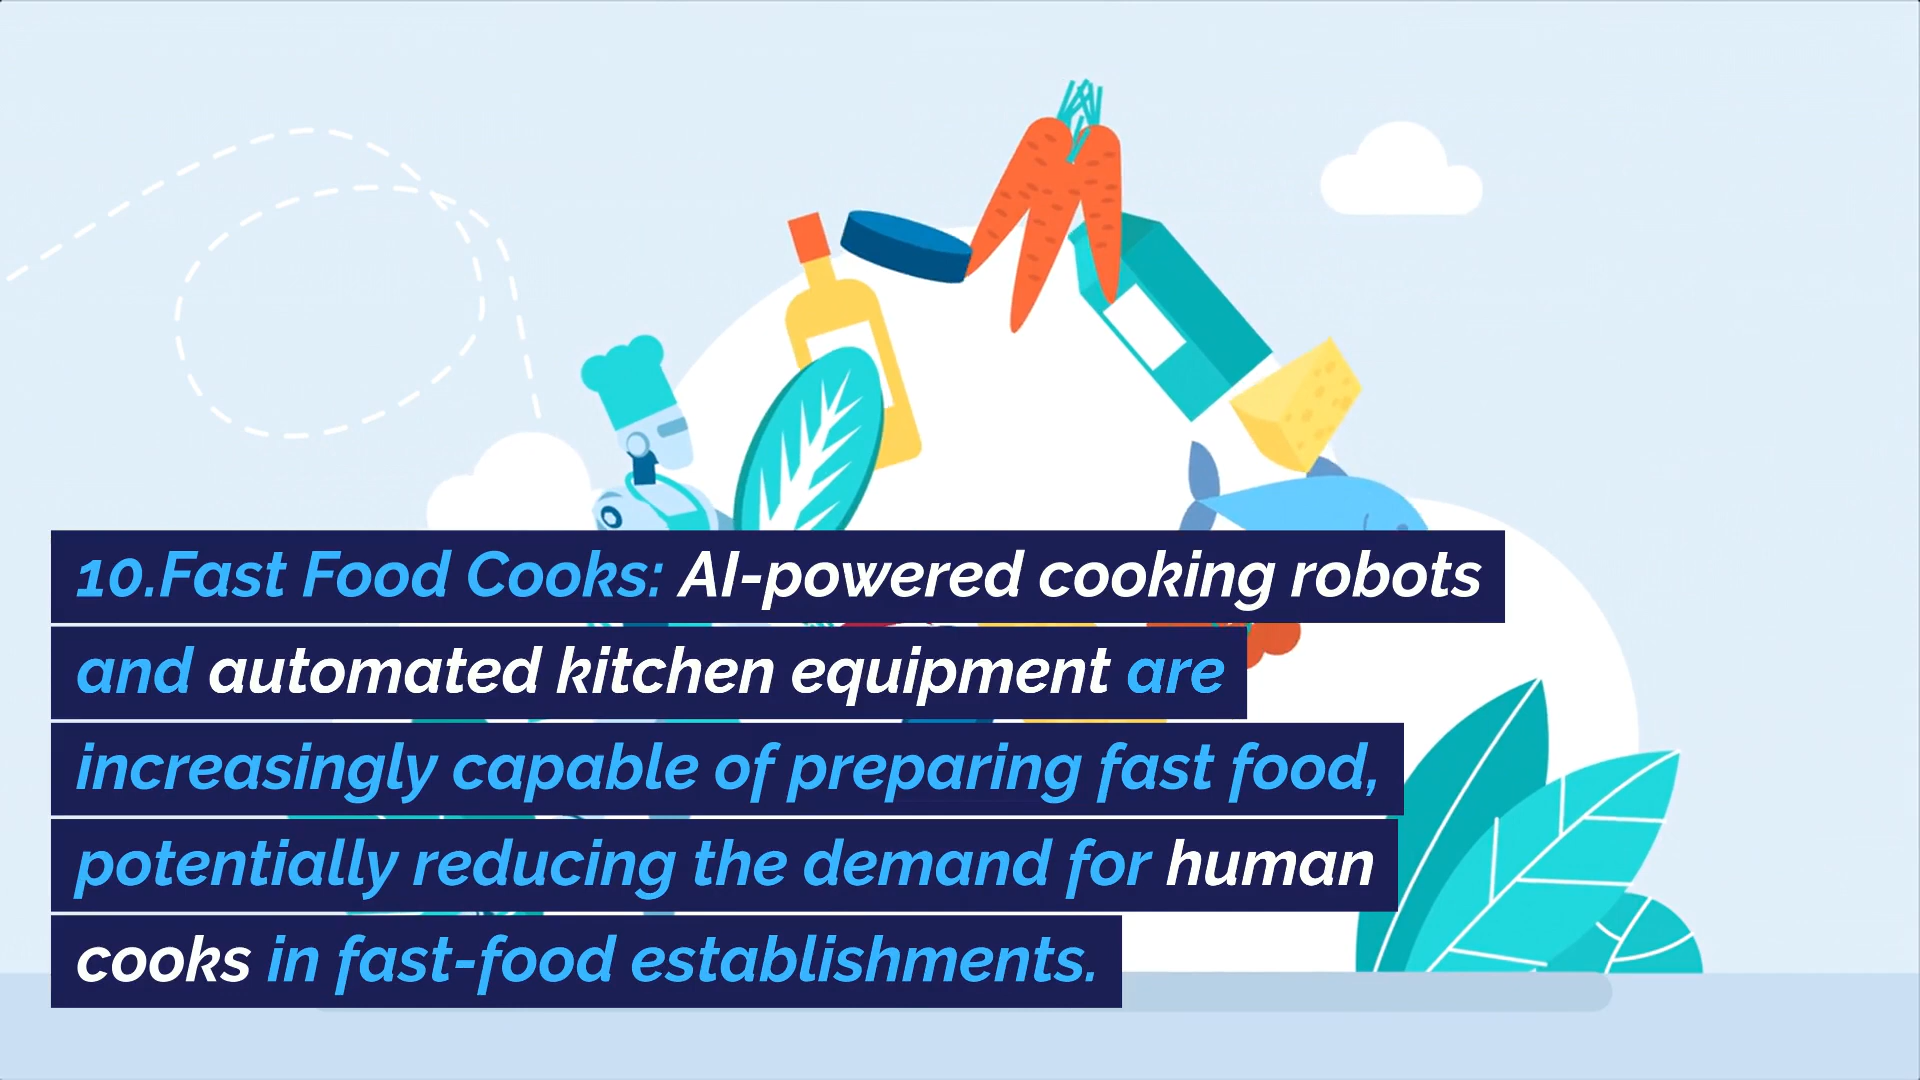 10.Fast Food Cooks: AI-powered cooking robots
and automated kitchen equipment are
increasingly capable of preparing fast food,
potentially reducing the demand for human
cooks in fast-food establishments.